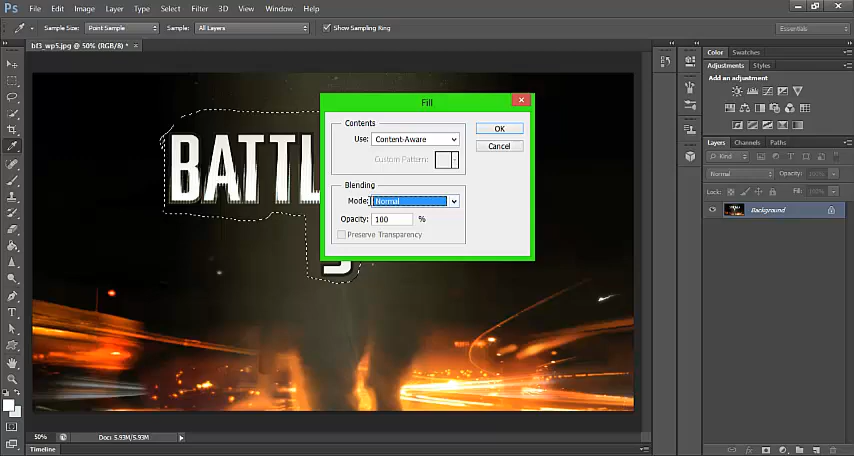 Ps File Edit Image Layer Type Select Filter 3D View Window Help
Sample Size: Point Sample Sample: All Layers Show Sampling Ring Essentials
bf3_wp5.jpg @ 50% (RGB/8) *
Color Swatches
Adjustments Styles
Add an adjustment
Layers Channels Paths
Kind
Normal Opacity: 100%
Lock: Fill: 100%
Background
Fill
Contents
Use: Content-Aware
Custom Pattern:
OK
Cancel
Blending
Mode: Normal
Opacity: 100 %
Preserve Transparency
BATTL
3
50% Doc: 5.93M/5.93M
Timeline